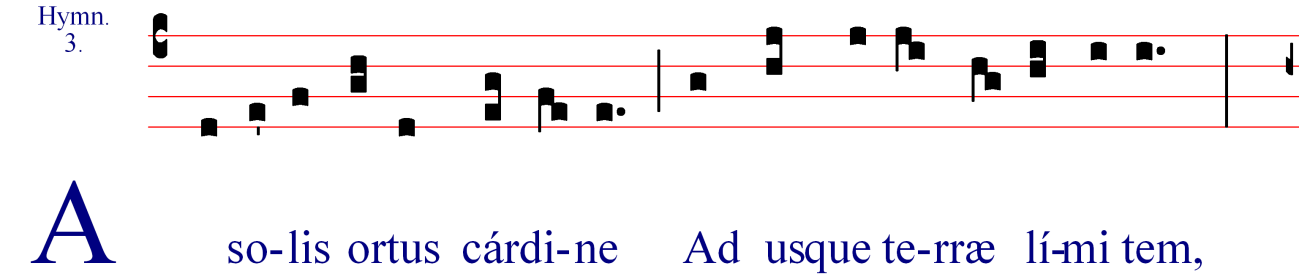 Hymn.
3.
A so-lis ortus cárdi-ne Ad usque te-rræ lí-mi tem,